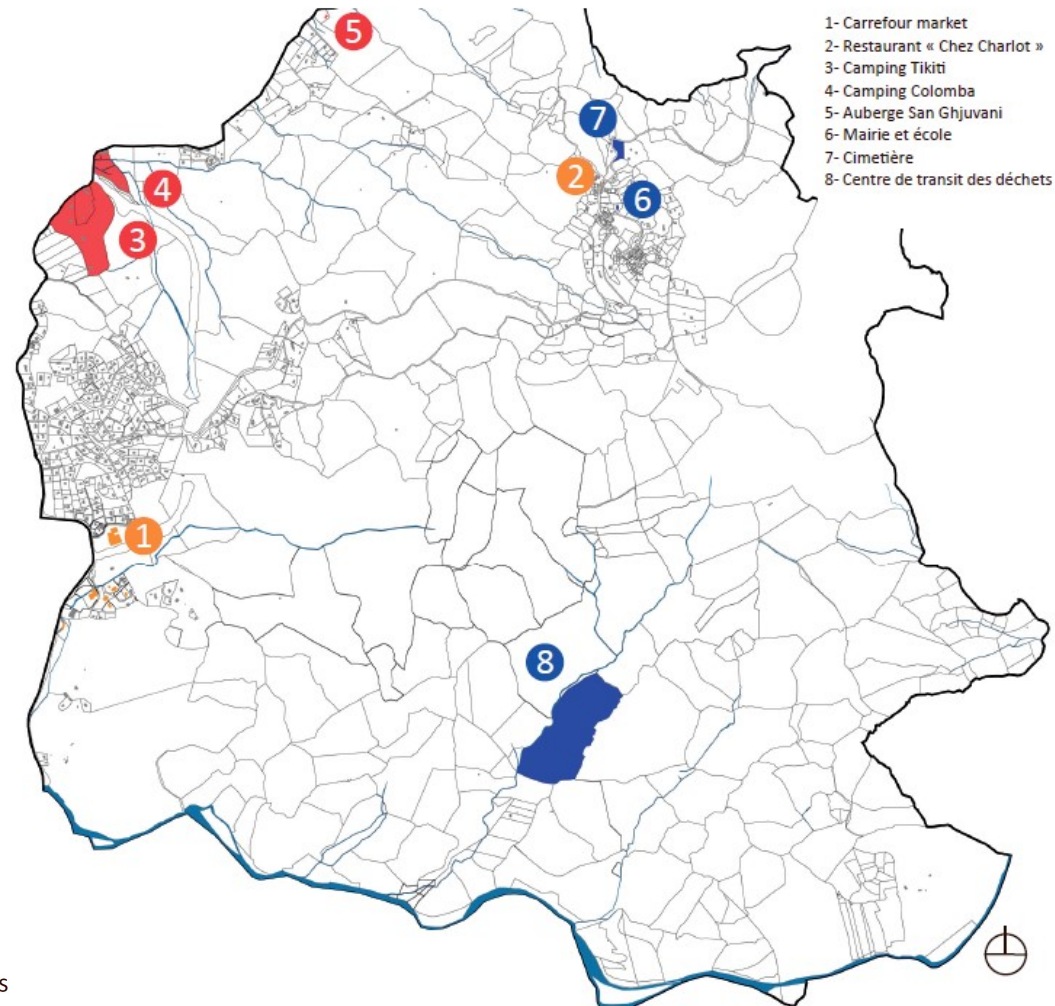 1- Carrefour market
2- Restaurant « Chez Charlot »
3- Camping Tikiti
4- Camping Colomba
5- Auberge San Ghjuvani
6- Mairie et école
7- Cimetière
8- Centre de transit des déchets
5
7
2
6
4
3
1
8
s